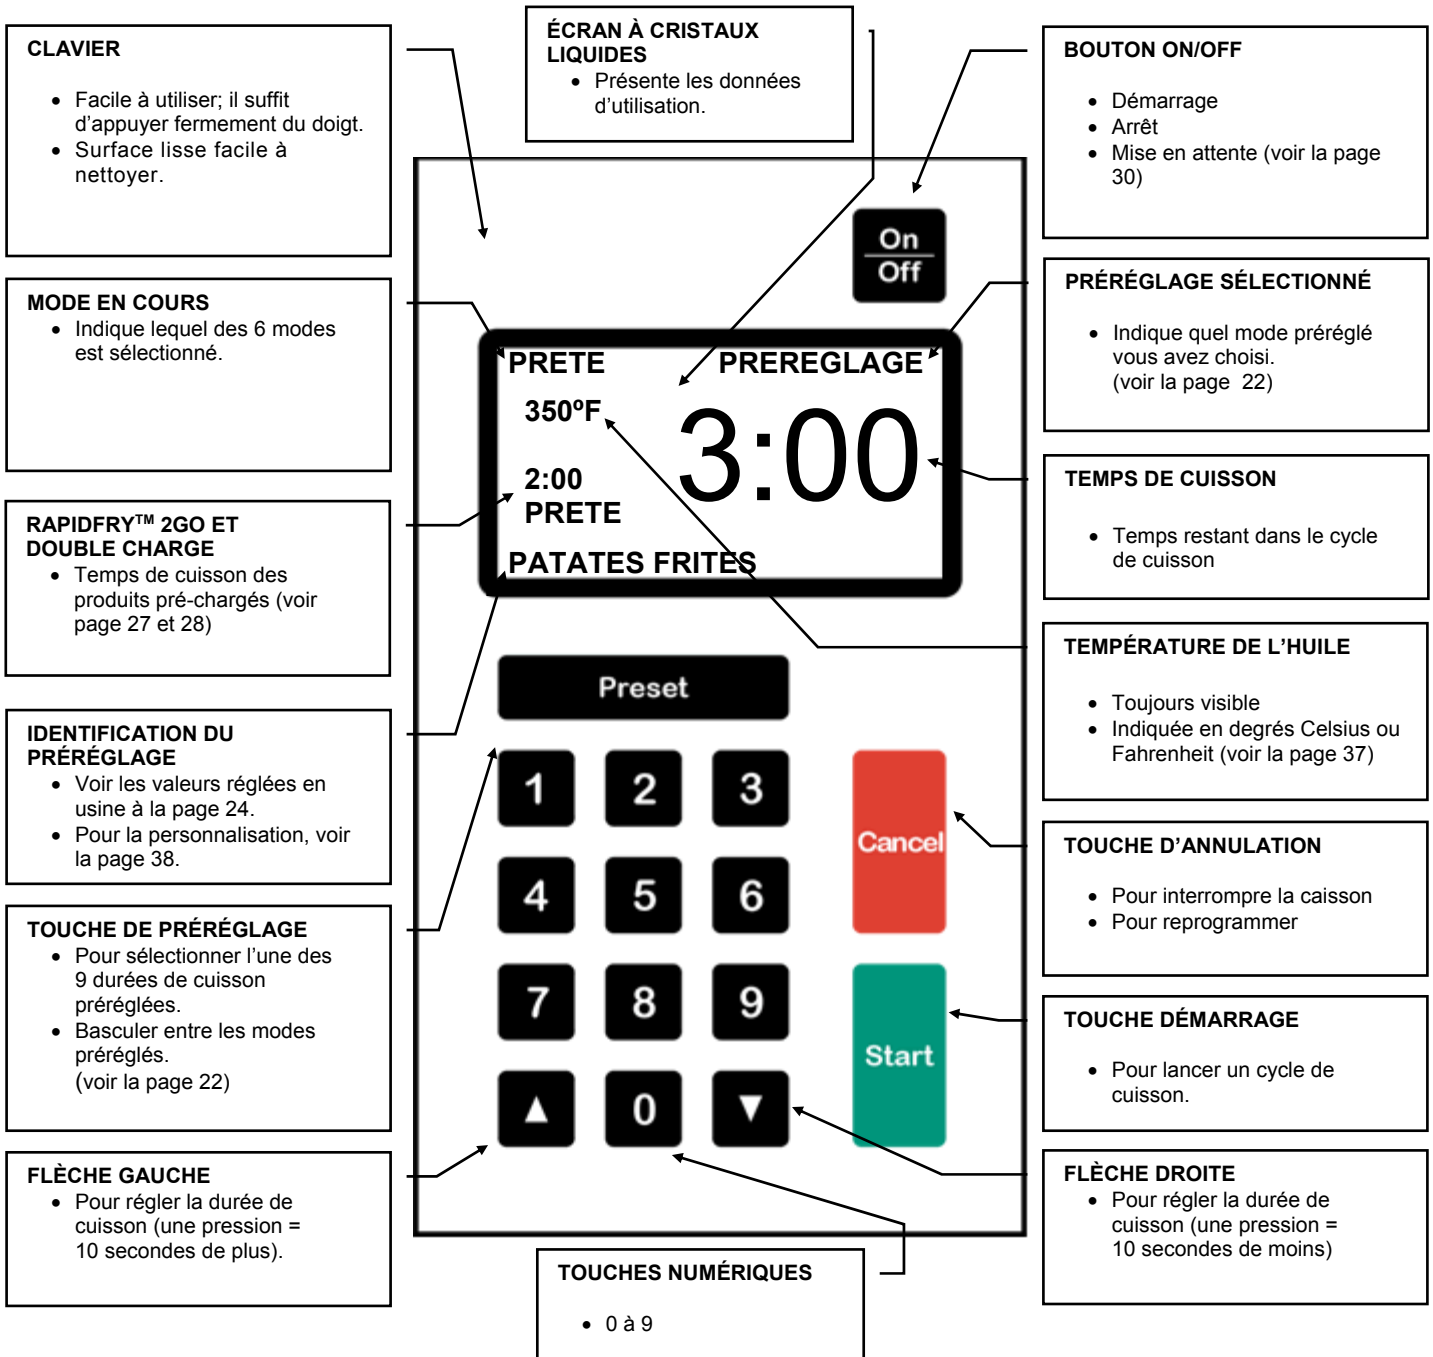 CLAVIER
• Facile à utiliser; il suffit
d'appuyer fermement du doigt.
• Surface lisse facile à
nettoyer.
MODE EN COURS
• Indique lequel des 6 modes
est sélectionné.
RAPIDFRY™ 2GO ET
DOUBLE CHARGE
• Temps de cuisson des
produits pré-chargés (voir
page 27 et 28)
IDENTIFICATION DU
PRÉRÉGLAGE
• Voir les valeurs réglées en
usine à la page 24.
• Pour la personnalisation, voir
la page 38.
TOUCHE DE PRÉRÉGLAGE
• Pour sélectionner l’une des
9 durées de cuisson
préréglées.
• Basculer entre les modes
préréglés.
(voir la page 22)
FLÈCHE GAUCHE
• Pour régler la durée de
cuisson (une pression =
10 secondes de plus).
ÉCRAN À CRISTAUX
LIQUIDES
• Présente les données
d’utilisation.
On
Off
PRETE PREREGLAGE
350ºF
3:00
2:00
PRETE
PATATES FRITES
Preset
1 2 3
4 5 6
7 8 9
▲ 0 ▼
Cancel
Start
TOUCHES NUMÉRIQUES
• 0 à 9
BOUTON ON/OFF
• Démarrage
• Arrêt
• Mise en attente (voir la page
30)
PRÉRÉGLAGE SÉLECTIONNÉ
• Indique quel mode préréglé
vous avez choisi.
(voir la page 22)
TEMPS DE CUISSON
• Temps restant dans le cycle
de cuisson
TEMPÉRATURE DE L’HUILE
• Toujours visible
• Indiquée en degrés Celsius ou
Fahrenheit (voir la page 37)
TOUCHE D’ANNULATION
• Pour interrompre la caisson
• Pour reprogrammer
TOUCHE DÉMARRAGE
• Pour lancer un cycle de
cuisson.
FLÈCHE DROITE
• Pour régler la durée de
cuisson (une pression =
10 secondes de moins)